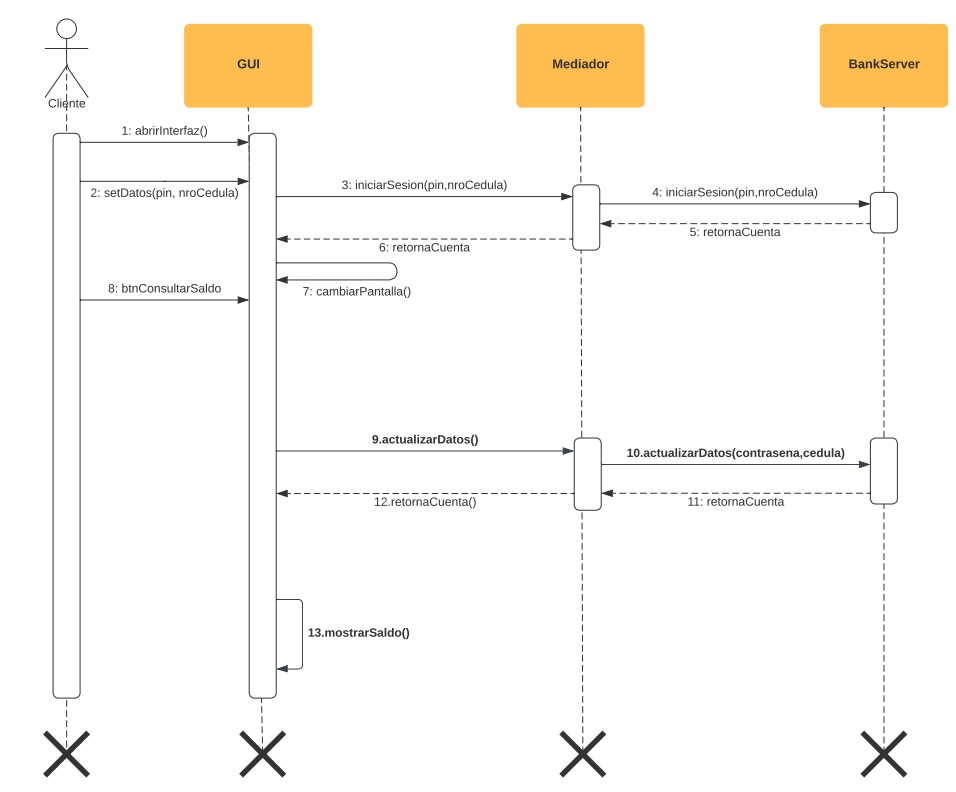 GUI
Mediador
BankServer
Cliente
1: abrirInterfaz()
2: setDatos(pin, nroCedula)
3: iniciarSesion(pin,nroCedula)
4: iniciarSesion(pin,nroCedula)
5: retornaCuenta
6: retornaCuenta
7: cambiarPantalla()
8: btnConsultarSaldo
9.actualizarDatos()
10.actualizarDatos(contrasena,cedula)
11: retornaCuenta
12.retornaCuenta()
13.mostrarSaldo()